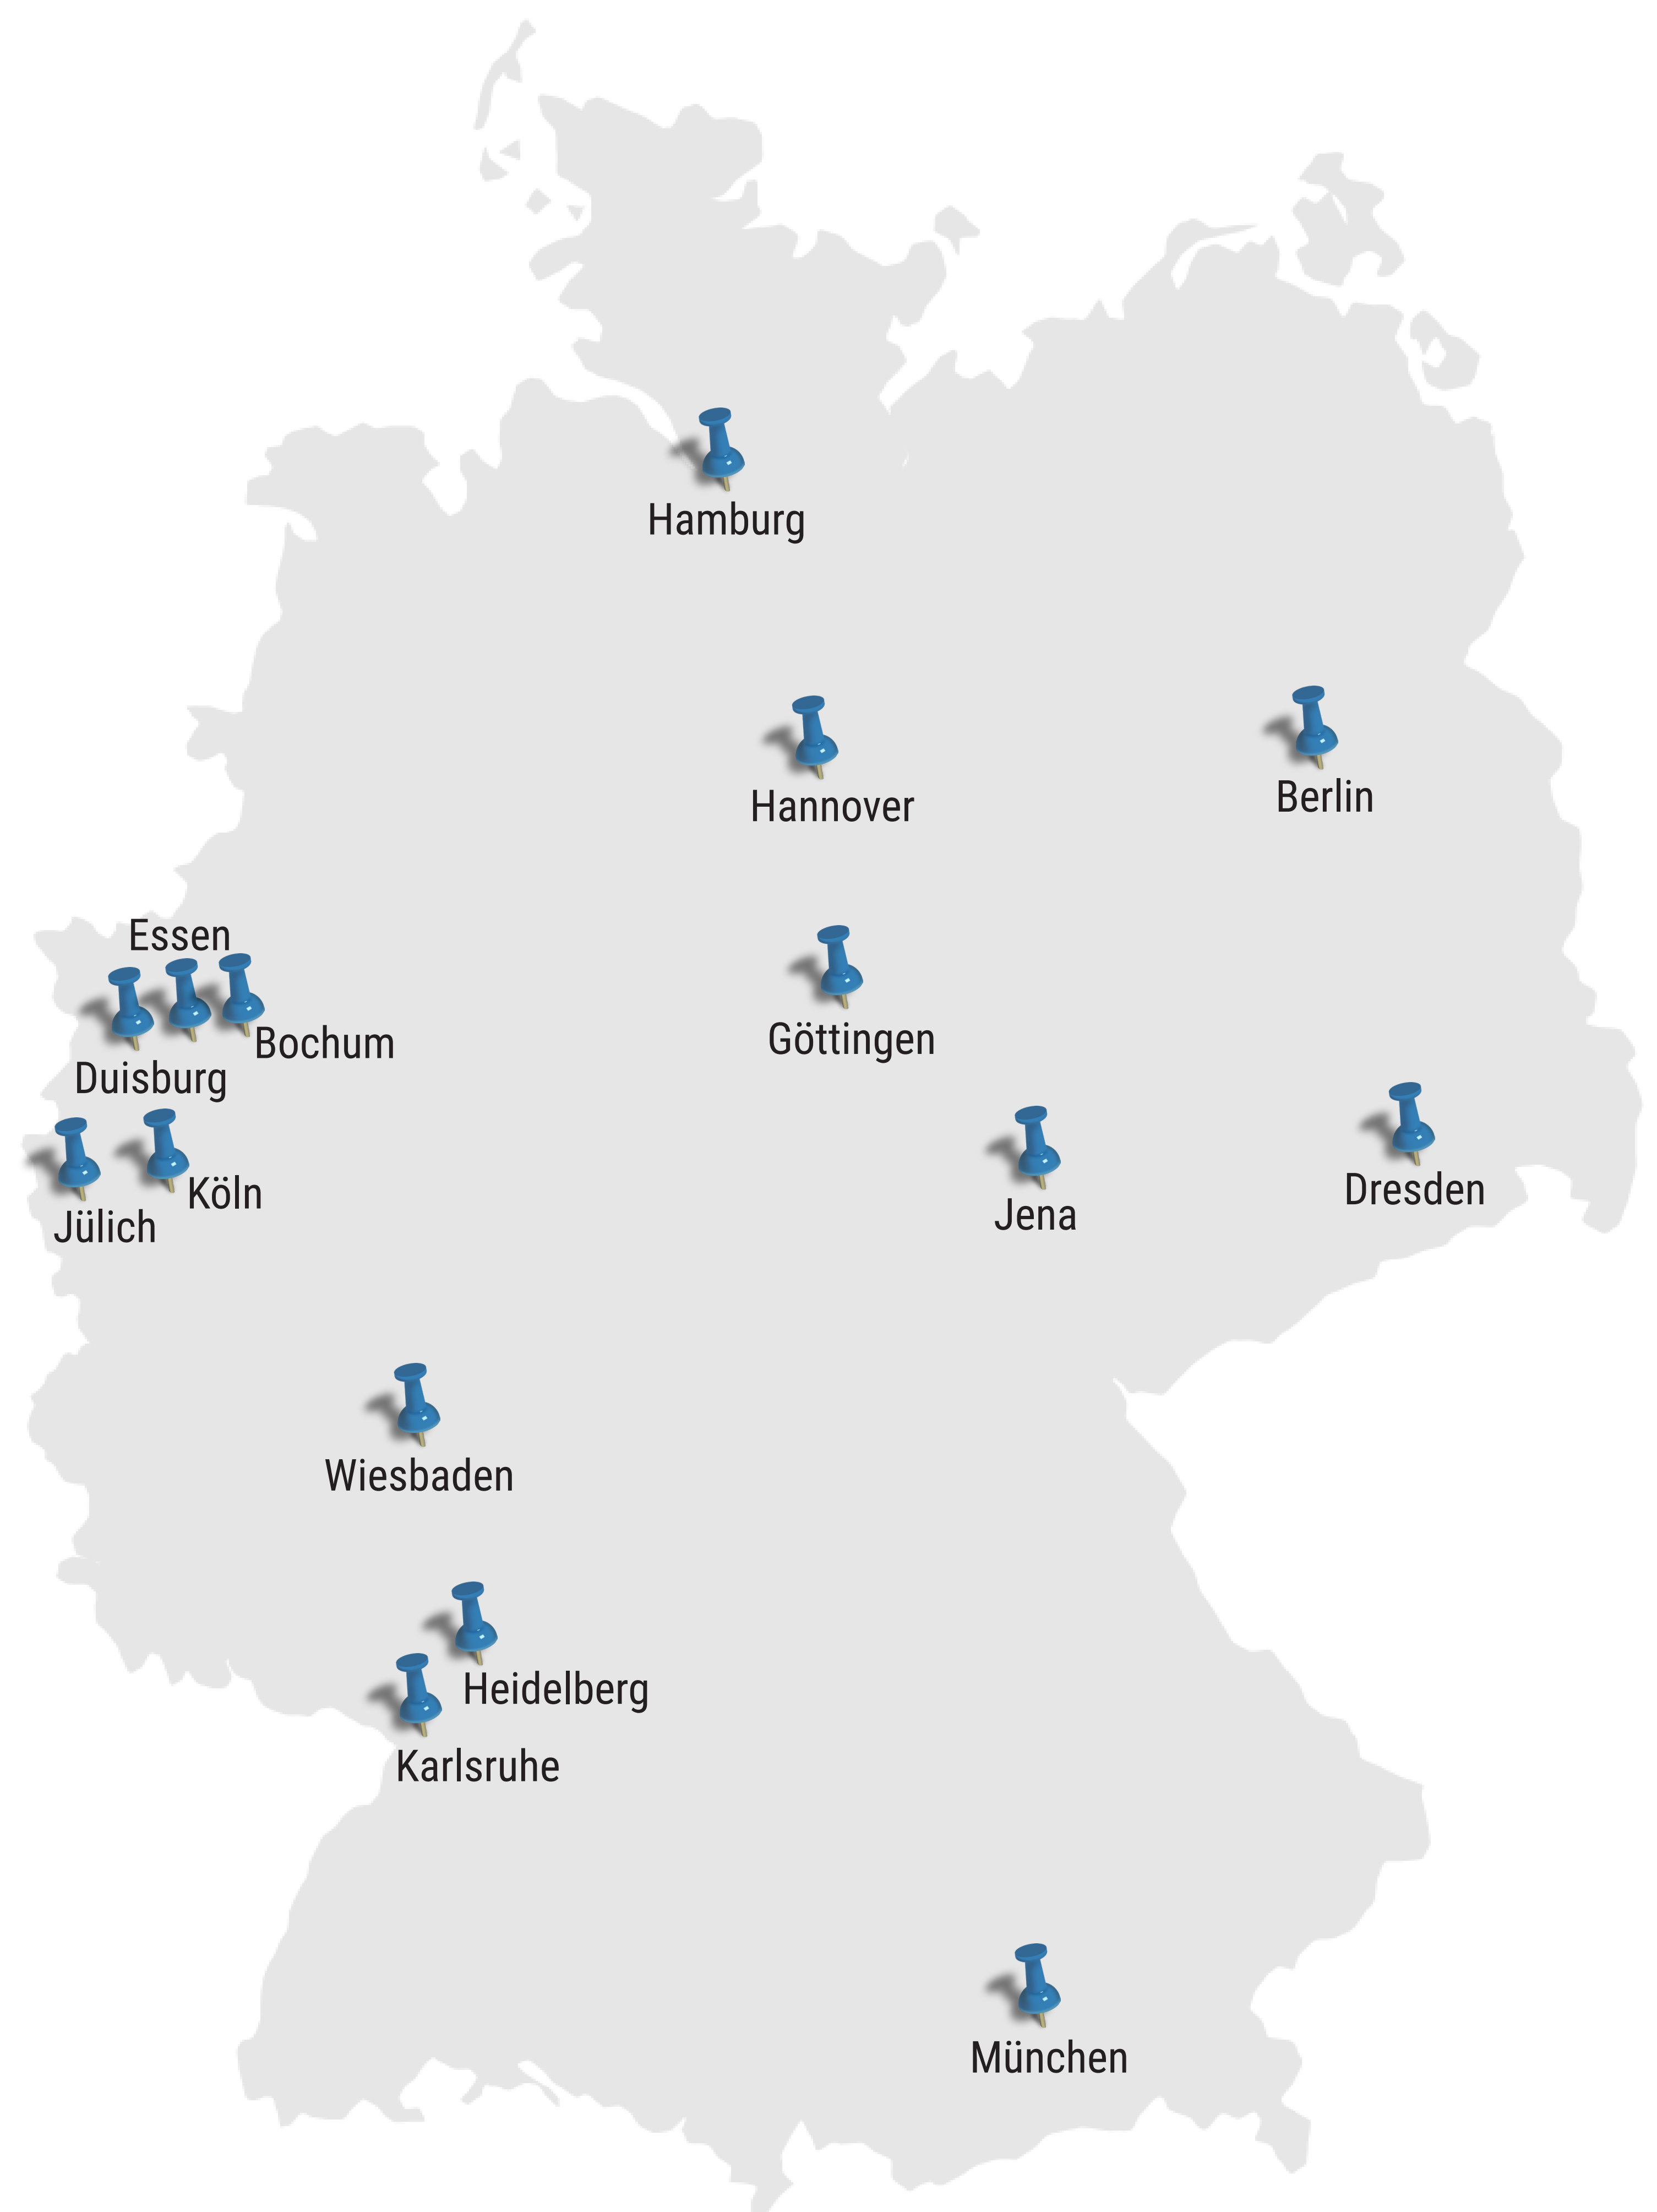 Hamburg
Berlin
Hannover
Essen
Göttingen
Bochum
Duisburg
Dresden
Köln
Jena
Jülich
Wiesbaden
Heidelberg
Karlsruhe
München